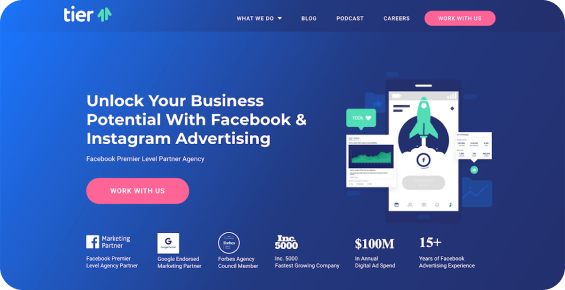 tier
WHAT WE DO
BLOG
PODCAST
CAREERS
WORK WITH US
Unlock Your Business
Potential With Facebook &
Instagram Advertising
Facebook Premier Level Partner Agency
WORK WITH US
100k
Marketing
Partner
Facebook Premier
Level Agency Partner
Google Endorsed
Marketing Partner
Forbes
Forbes Agency
Council Member
Inc.
5000
Inc. 5000
Fastest Growing Company
$100M
In Annual
Digital Ad Spend
15+
Years of Facebook
Advertising Experience